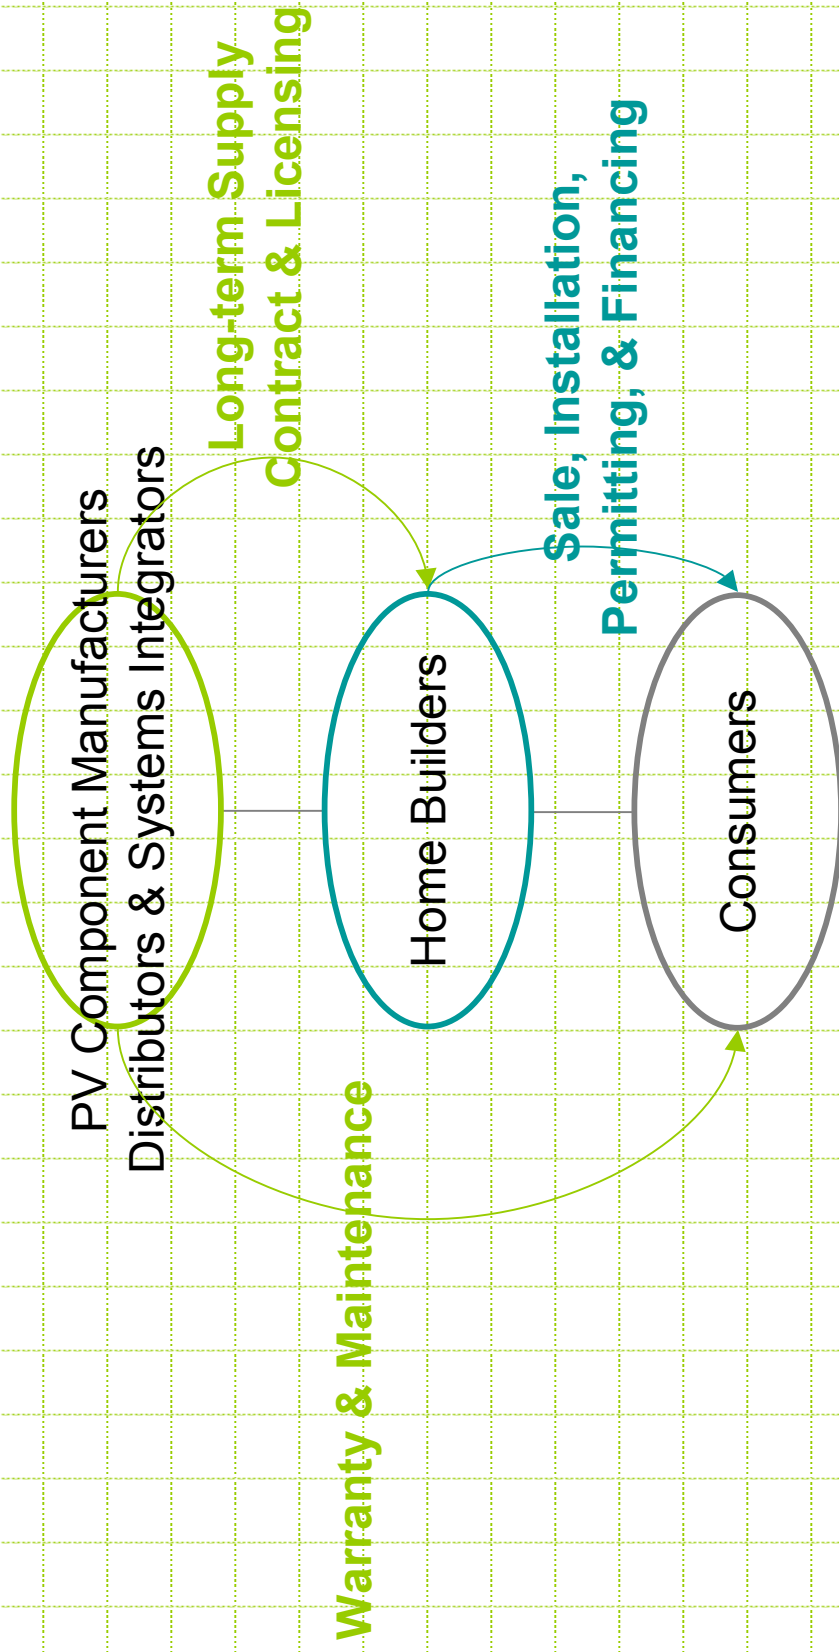 Long-term Supply
Contract & Licensing
Sale, Installation,
Permitting, & Financing
PV Component Manufacturers
Distributors & Systems Integrators
Home Builders
Consumers
Warranty & Maintenance